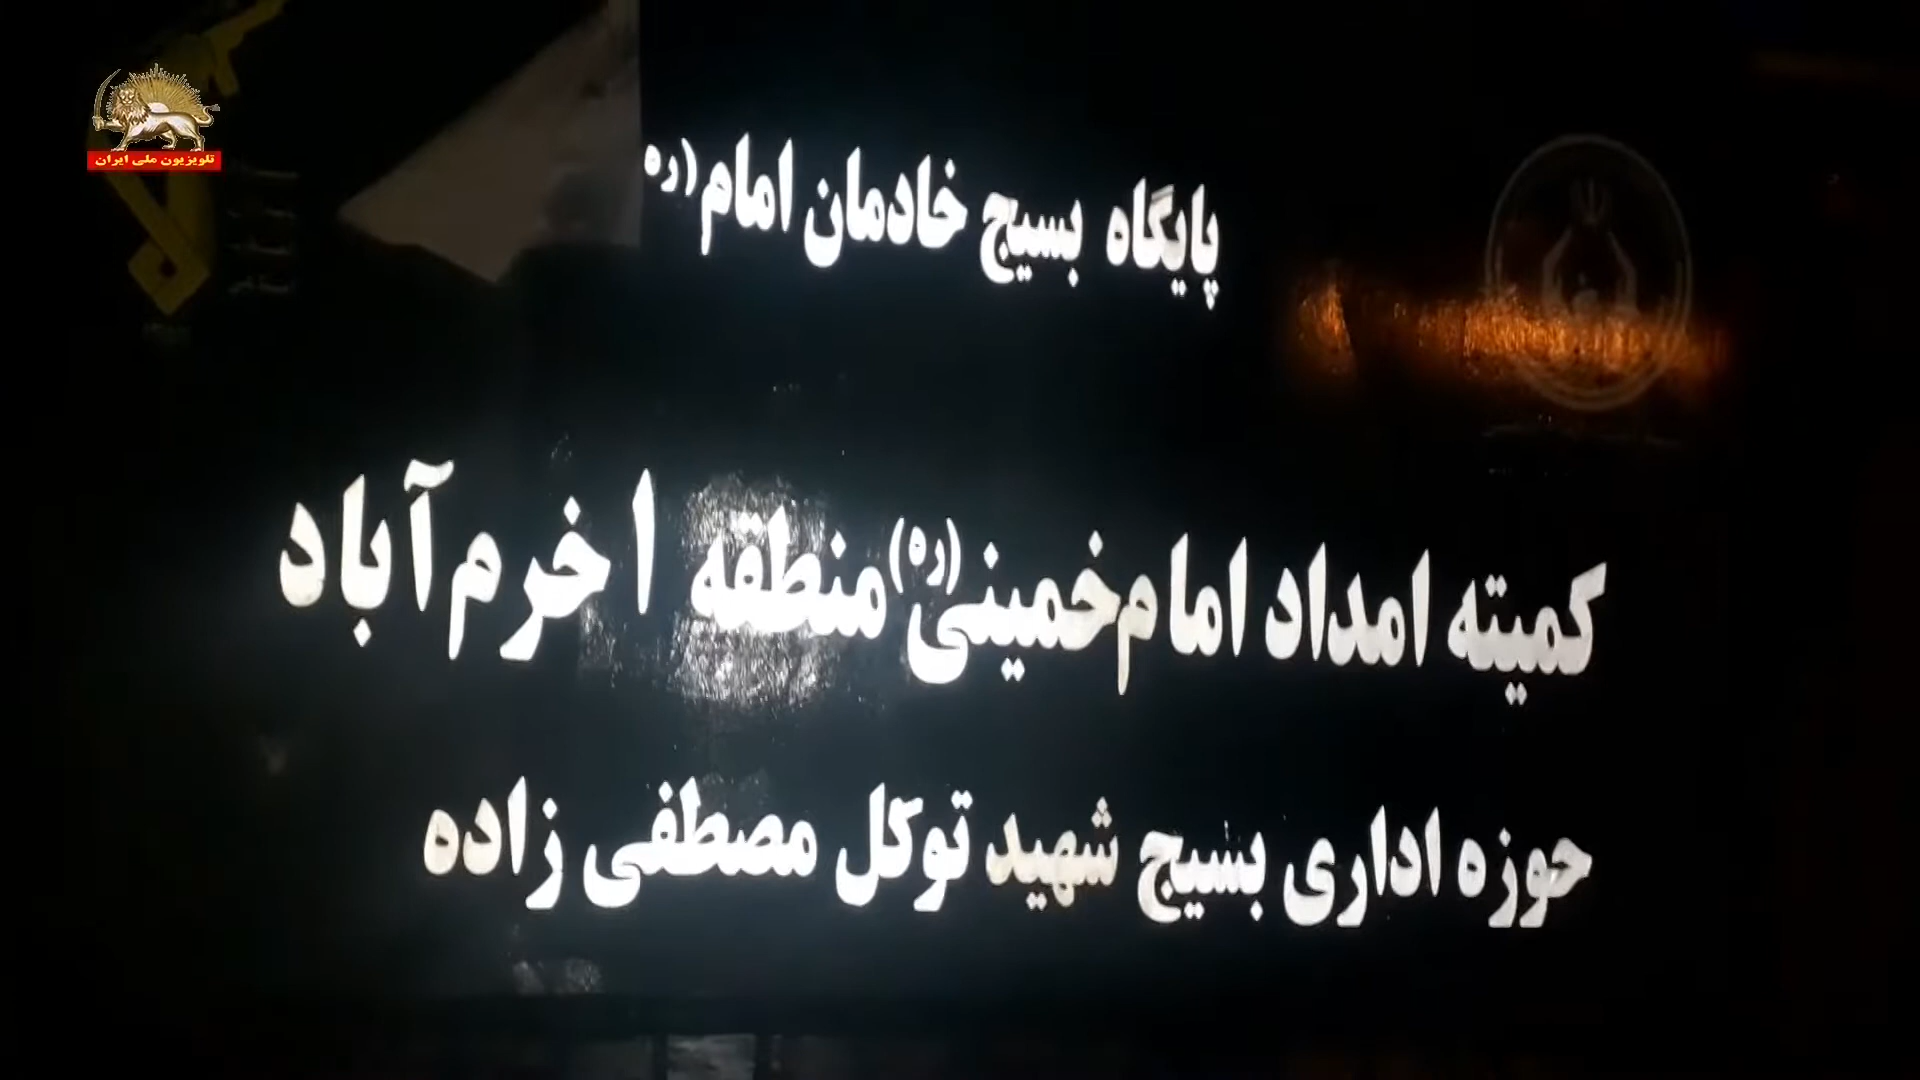 تلویزیون ملی ایران
پایگاه بسیج خادمان امام (ره
کمیته امداد امام خمینی (ره) منطقه ۱ خرم آباد
حوزه اداری بسیج شهید توکل مصطفی زاده